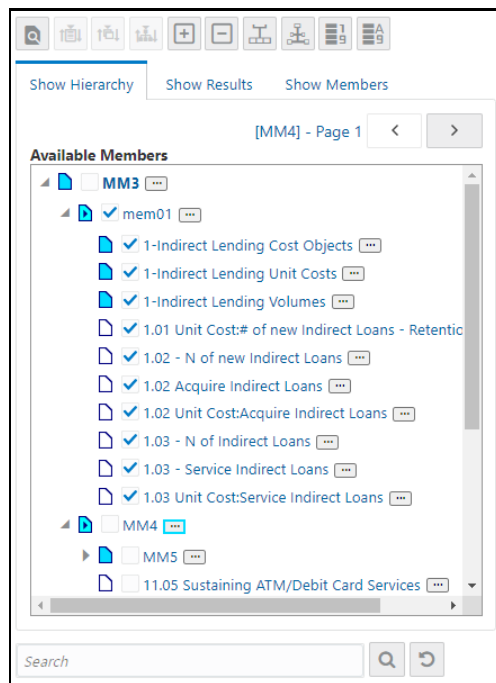 Show Hierarchy Show Results Show Members
[MM4] - Page 1
Available Members
MM3
mem01
1-Indirect Lending Cost Objects
1-Indirect Lending Unit Costs
1-Indirect Lending Volumes
1.01 Unit Cost:# of new Indirect Loans - Retentio
1.02 - N of new Indirect Loans
1.02 Acquire Indirect Loans
1.02 Unit Cost:Acquire Indirect Loans
1.03 - N of Indirect Loans
1.03 - Service Indirect Loans
1.03 Unit Cost:Service Indirect Loans
MM4
MM5
11.05 Sustaining ATM/Debit Card Services
Search